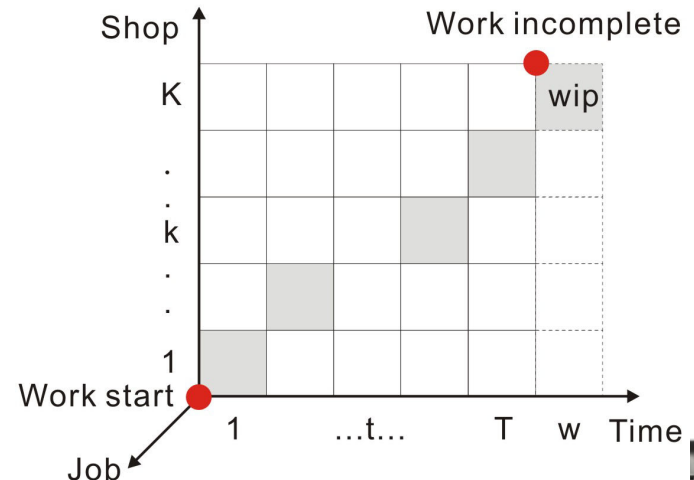 Shop
Work incomplete
K
wip
.
.
k
.
.
1
Work start
1
...t...
T
w
Time
Job